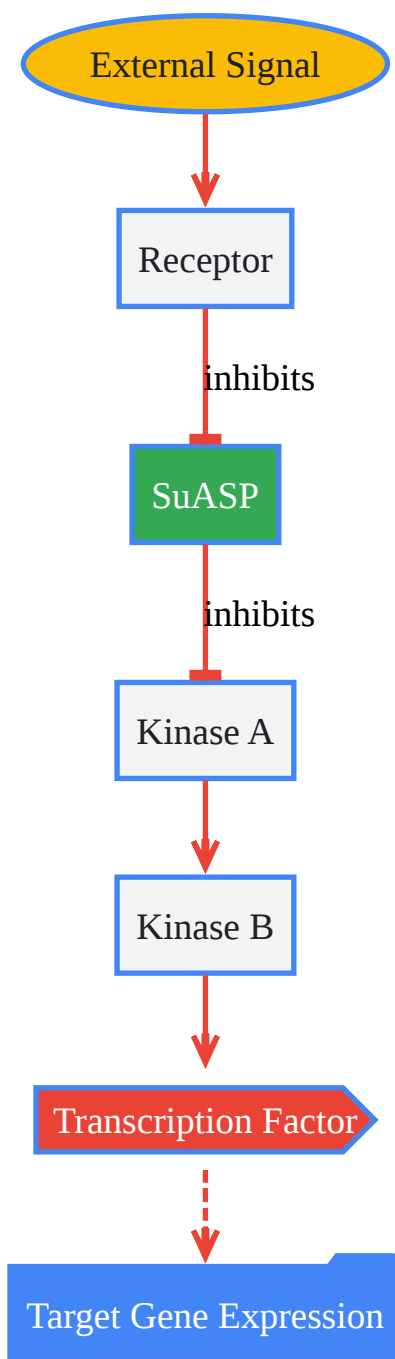 External Signal
Receptor
inhibits
SuASP
inhibits
Kinase A
Kinase B
Transcription Factor
Target Gene Expression